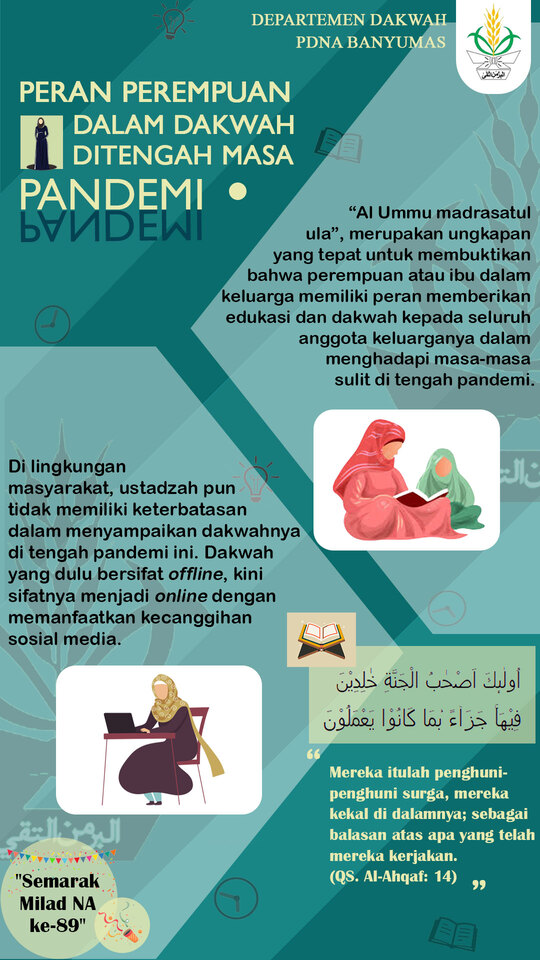 DEPARTEMEN DAKWAH
PDNA BANYUMAS
PERAN PEREMPUAN
DALAM DAKWAH
DITENGAH MASA
PANDEMI
PANDEMI
“Al Ummu madrasatul
ula”, merupakan ungkapan
yang tepat untuk membuktikan
bahwa perempuan atau ibu dalam
keluarga memiliki peran memberikan
edukasi dan dakwah kepada seluruh
anggota keluarganya dalam
menghadapi masa-masa
sulit di tengah pandemi.
Di lingkungan
masyarakat, ustadzah pun
tidak memiliki keterbatasan
dalam menyampaikan dakwahnya
di tengah pandemi ini. Dakwah
yang dulu bersifat offline, kini
sifatnya menjadi online dengan
memanfaatkan kecanggihan
sosial media.
اُولٰۤىِٕكَ اَصْحٰبُ الْجَنَّةِ خٰلِدِيْنَ
فِيْهَاۚ جَزَاۤءً ۢبِمَا كَانُوْا يَعْمَلُوْنَ
“
Mereka itulah penghuni-
penghuni surga, mereka
kekal di dalamnya; sebagai
balasan atas apa yang telah
mereka kerjakan.
(QS. Al-Ahqaf: 14) ”
"Semarak
Milad NA
ke-89"